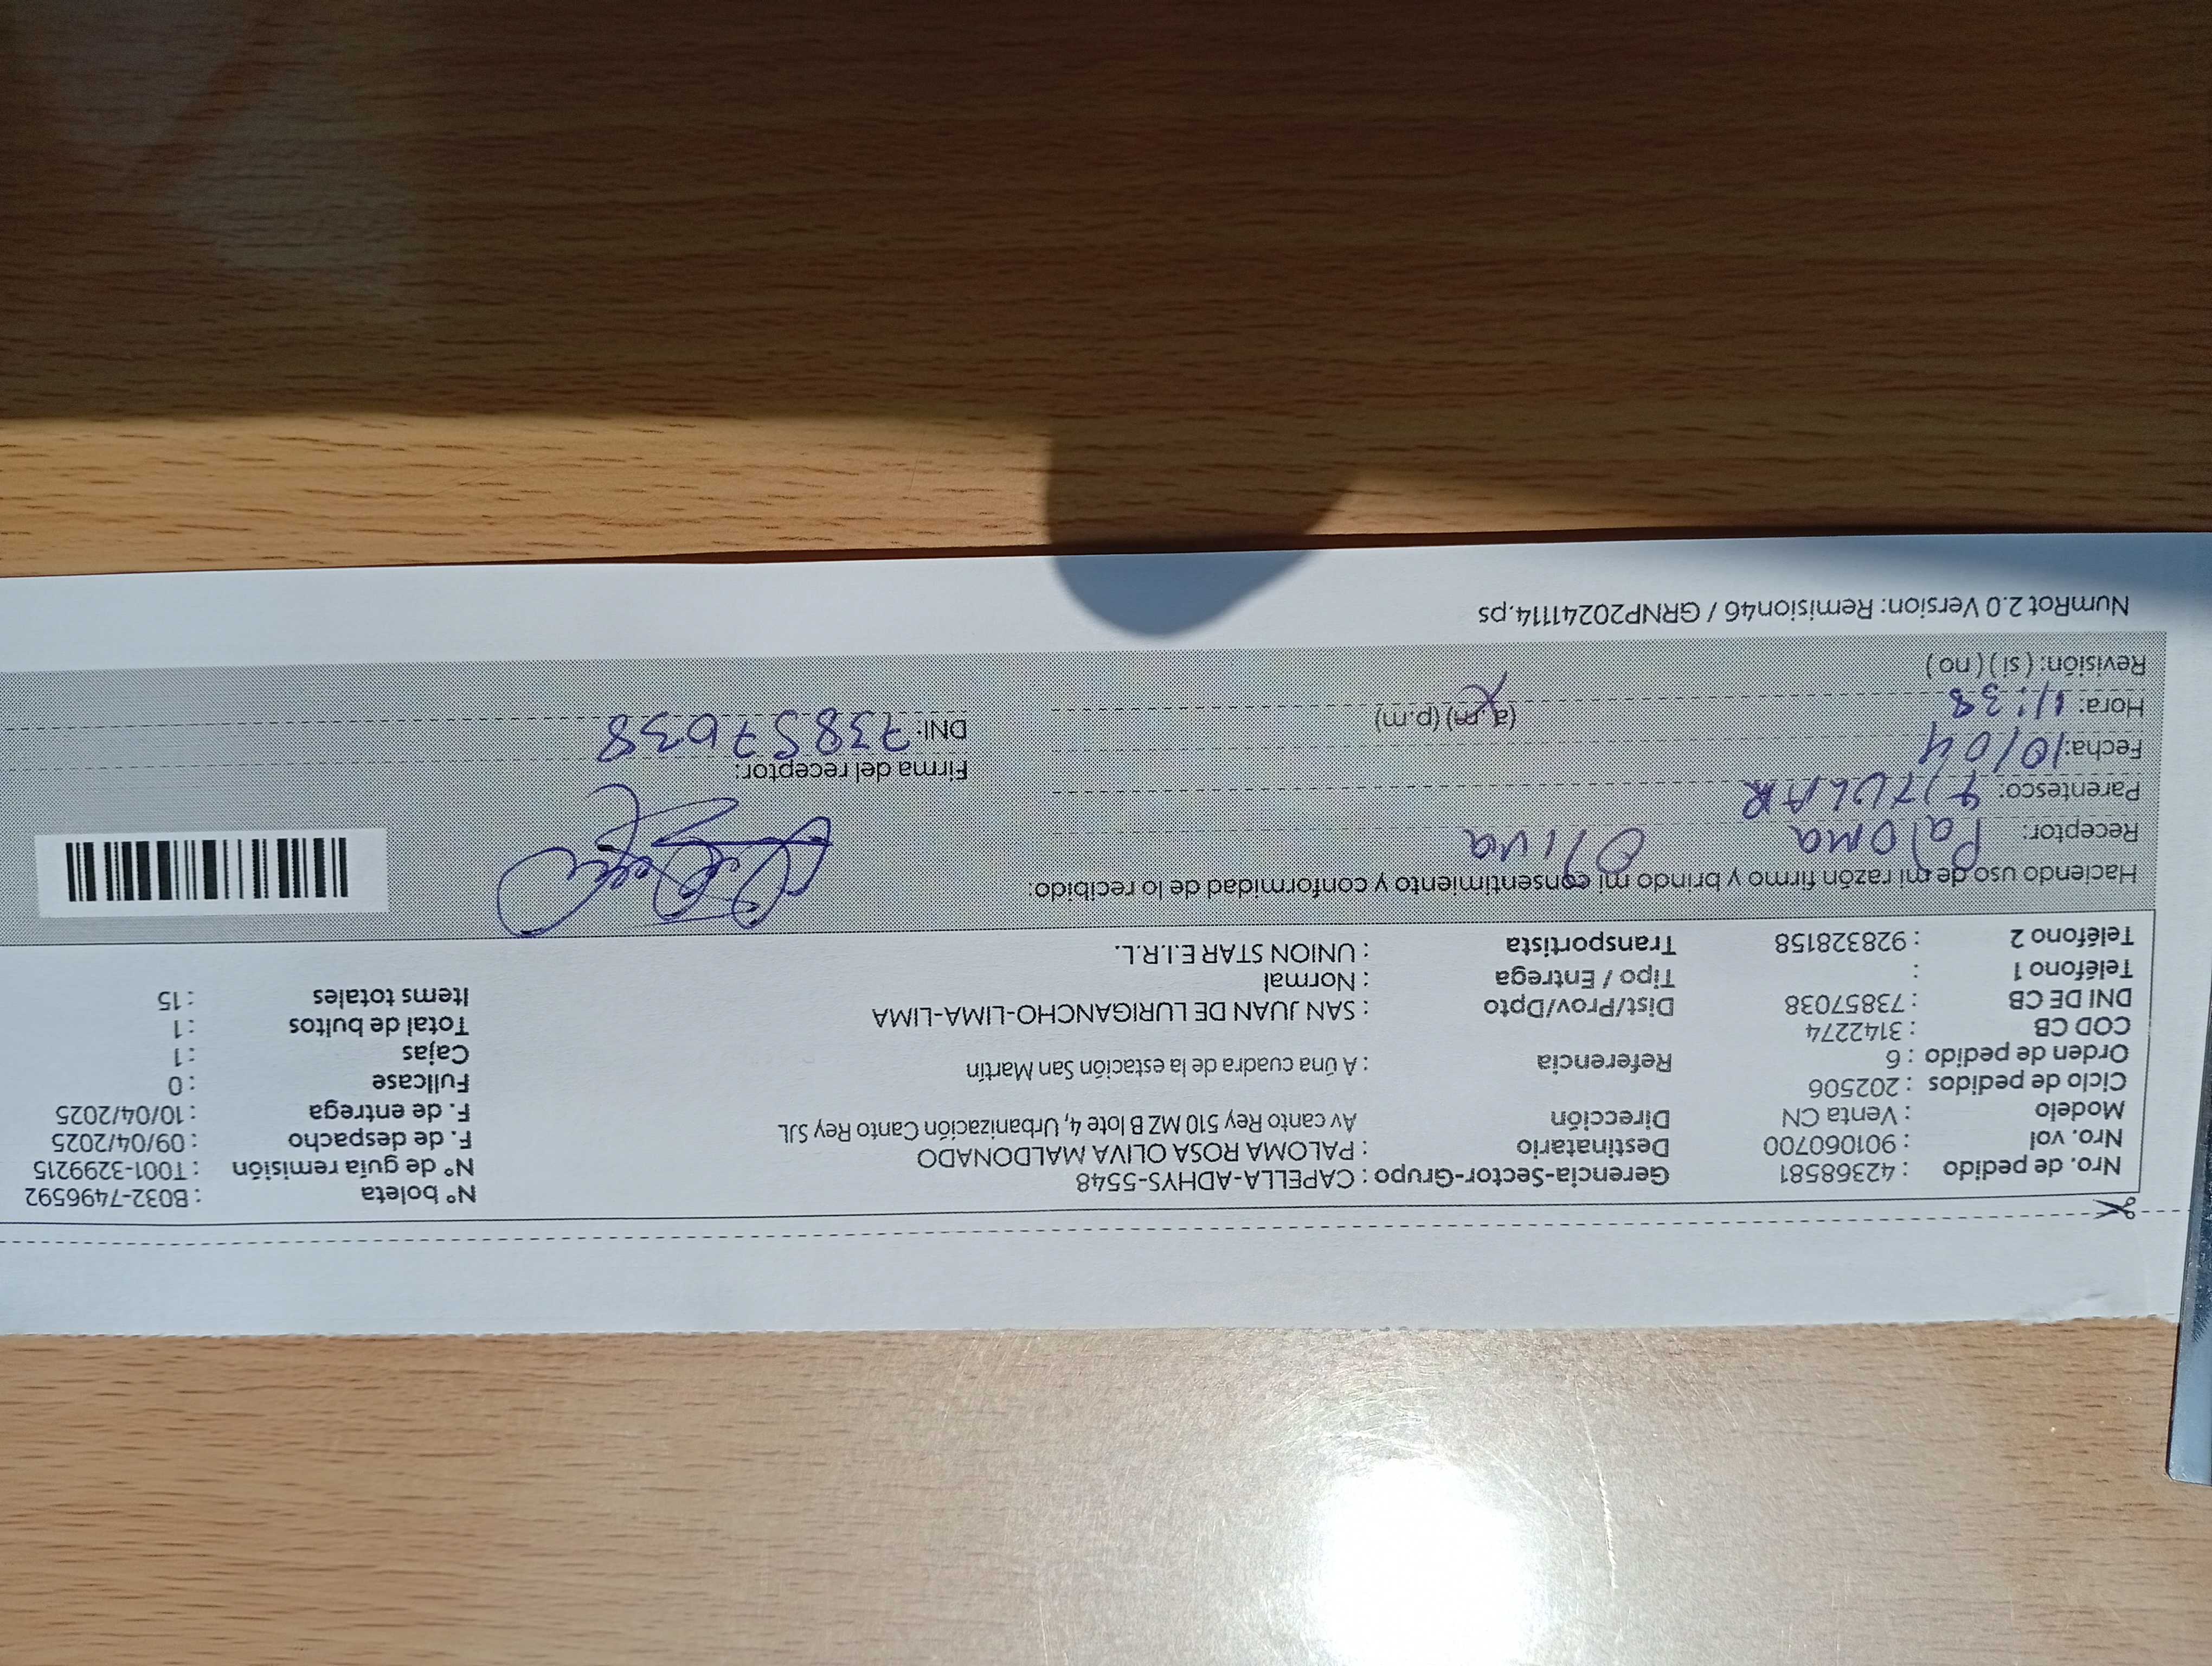 Nro. de pedido : 42368581 Gerencia-Sector-Grupo : CAPELLA-ADHYS-5548 N° boleta : B032-7496592
Nro. vol : 901060700 Destinatario : PALOMA ROSA OLIVA MALDONADO N° de guía remisión : T001-3299215
Modelo : Venta CN Dirección Av canto Rey 510 MZ B lote 4, Urbanización Canto Rey SJL F. de despacho : 09/04/2025
Ciclo de pedidos : 202506 F. de entrega : 10/04/2025
Orden de pedido : 6 Referencia : A úna cuadra de la estación San Martín Fullcase : 0
COD CB : 3142274 Cajas : 1
DNI DE CB : 73857038 Dist/Prov/Dpto : SAN JUAN DE LURIGANCHO-LIMA-LIMA Total de bultos : 1
Teléfono 1 : Tipo / Entrega : Normal Items totales : 15
Teléfono 2 : 928328158 Transportista : UNION STAR E.I.R.L.
Haciendo uso de mi razón firmo y brindo mi consentimiento y conformidad de lo recibido:
Receptor: Paloma Oliva
Parentesco: TITULAR
Fecha: 10/04 Firma del receptor:
Hora: 11:38 (a.m) (p.m) DNI: 73857038
Revisión: (si) (no)
NumRot 2.0 Version: Remision46 / GRNP20241114.ps